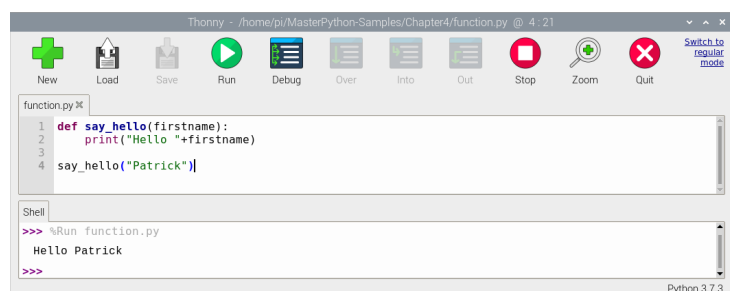 Thonny - /home/pi/MasterPython-Samples/Chapter4/function.py @ 4:21
New Load Save Run Debug Over Into Out Stop Zoom Quit
Switch to
regular
mode
function.py
1 def say_hello(firstname):
2     print("Hello "+firstname)
3
4 say_hello("Patrick")
Shell
>>> %Run function.py
Hello Patrick
>>>
Python 3.7.3